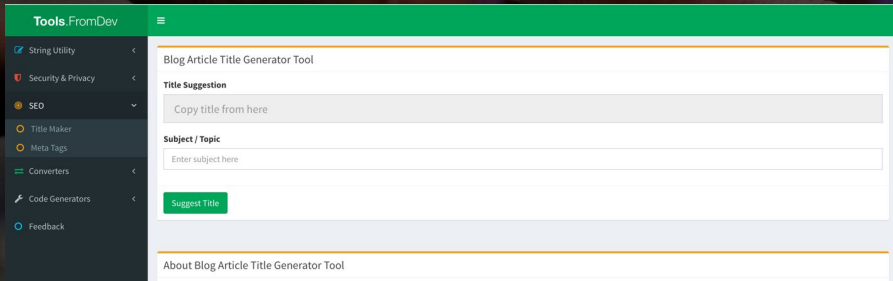 Tools.FromDev
String Utility
Security & Privacy
SEO
Title Maker
Meta Tags
Converters
Code Generators
Feedback
Blog Article Title Generator Tool
Title Suggestion
Copy title from here
Subject / Topic
Enter subject here
Suggest Title
About Blog Article Title Generator Tool